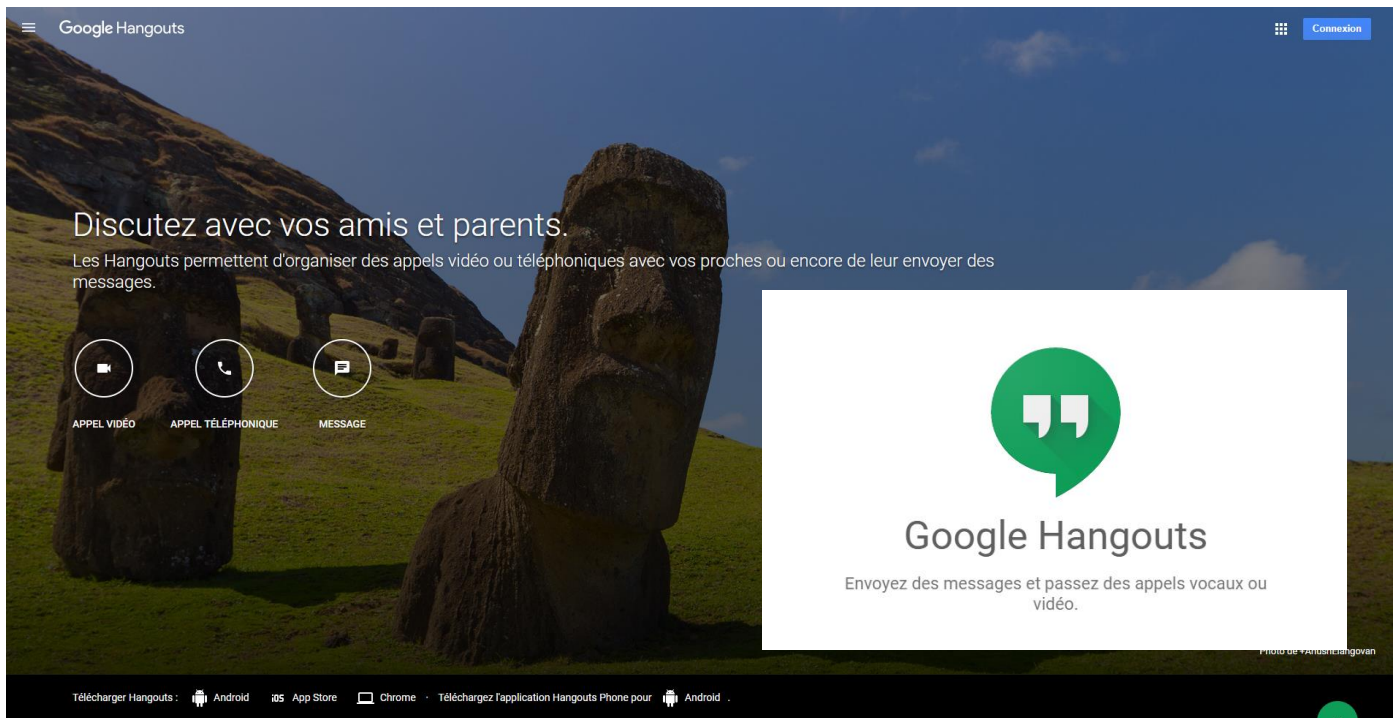 Google Hangouts
Connexion
Discutez avec vos amis et parents.
Les Hangouts permettent d'organiser des appels vidéo ou téléphoniques avec vos proches ou encore de leur envoyer des
messages.
APPEL VIDÉO
APPEL TÉLÉPHONIQUE
MESSAGE
Google Hangouts
Envoyez des messages et passez des appels vocaux ou
vidéo.
Photo de +AnushElangovan
Télécharger Hangouts : Android iOS App Store Chrome · Téléchargez l'application Hangouts Phone pour Android .